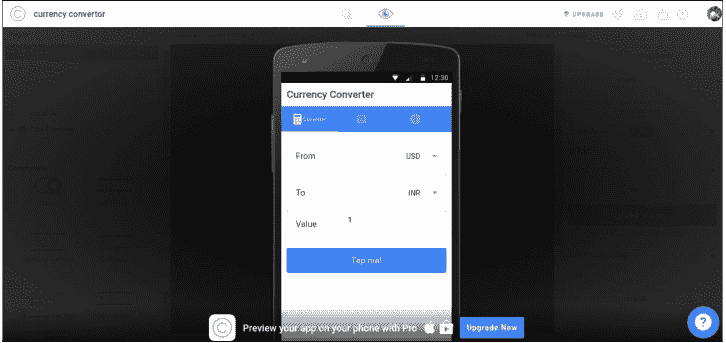 currency convertor
UPGRADE
12:30
Currency Converter
Converter
From USD
To INR
Value 1
Tap me!
Preview your app on your phone with Pro
Upgrade Now
?